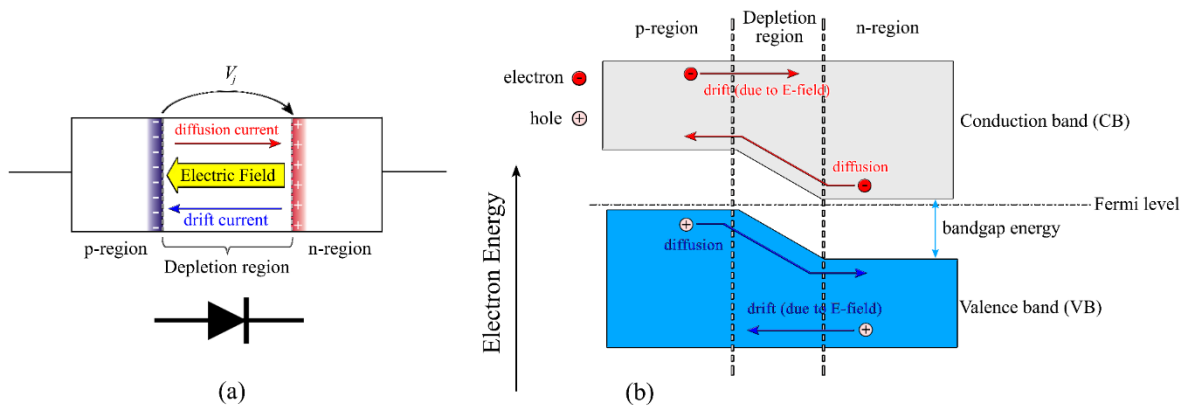 V_j
diffusion current
Electric Field
drift current
p-region
n-region
Depletion region
(a)
p-region
Depletion
region
n-region
electron
hole
drift (due to E-field)
diffusion
Conduction band (CB)
Fermi level
bandgap energy
diffusion
drift (due to E-field)
Valence band (VB)
Electron Energy
(b)